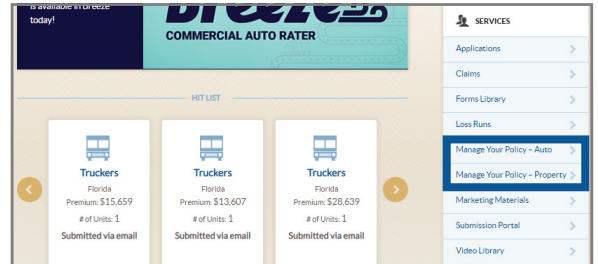 is available in Breeze
today!
Breeze
COMMERCIAL AUTO RATER
HIT LIST
Truckers
Florida
Premium: $15,659
# of Units: 1
Submitted via email
Truckers
Florida
Premium: $13,607
# of Units: 1
Submitted via email
Truckers
Florida
Premium: $28,639
# of Units: 1
Submitted via email
SERVICES
Applications
Claims
Forms Library
Loss Runs
Manage Your Policy – Auto
Manage Your Policy – Property
Marketing Materials
Submission Portal
Video Library